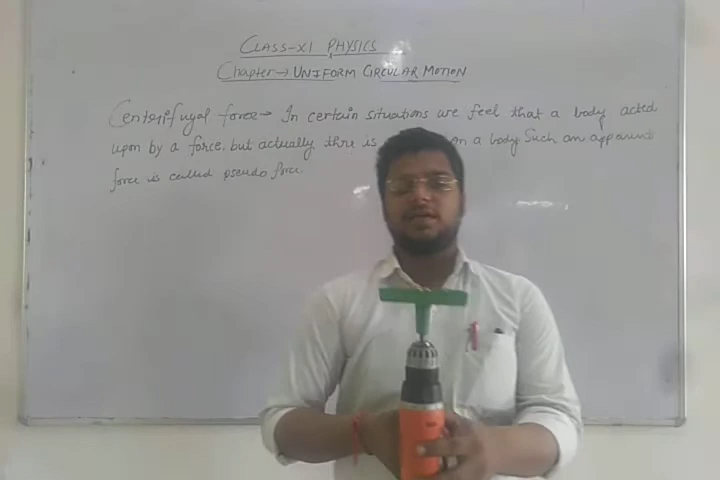 CLASS-XI PHYSICS
Chapter→ UNIFORM CIRCULAR MOTION
Centerifugal force→ In certain situations we feel that a body acted
upon by a force. but actually thre is on a body. Such an apparent
force is called pseudo force.